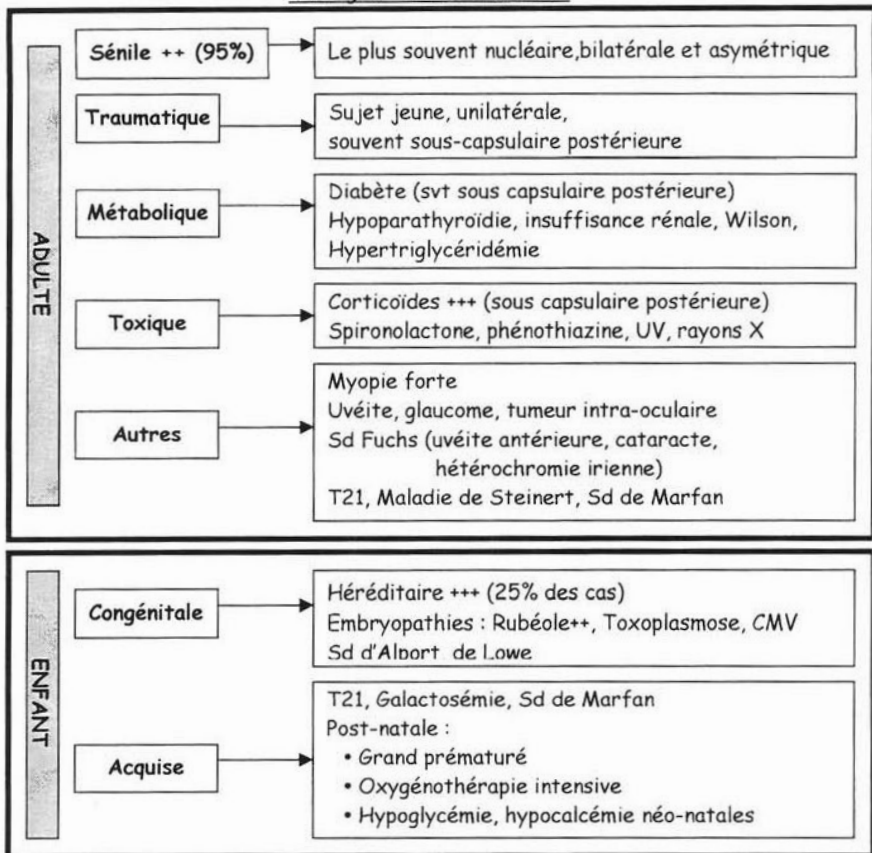 ADULTE
Sénile ++ (95%)
Le plus souvent nucléaire,bilatérale et asymétrique
Traumatique
Sujet jeune, unilatérale,
souvent sous-capsulaire postérieure
Métabolique
Diabète (svt sous capsulaire postérieure)
Hypoparathyroïdie, insuffisance rénale, Wilson,
Hypertriglycéridémie
Toxique
Corticoïdes +++ (sous capsulaire postérieure)
Spironolactone, phénothiazine, UV, rayons X
Autres
Myopie forte
Uvéite, glaucome, tumeur intra-oculaire
Sd Fuchs (uvéite antérieure, cataracte,
hétérochromie irienne)
T21, Maladie de Steinert, Sd de Marfan
ENFANT
Congénitale
Héréditaire +++ (25% des cas)
Embryopathies : Rubéole++, Toxoplasmose, CMV
Sd d'Alport, de Lowe
Acquise
T21, Galactosémie, Sd de Marfan
Post-natale :
• Grand prématuré
• Oxygénothérapie intensive
• Hypoglycémie, hypocalcémie néo-natales